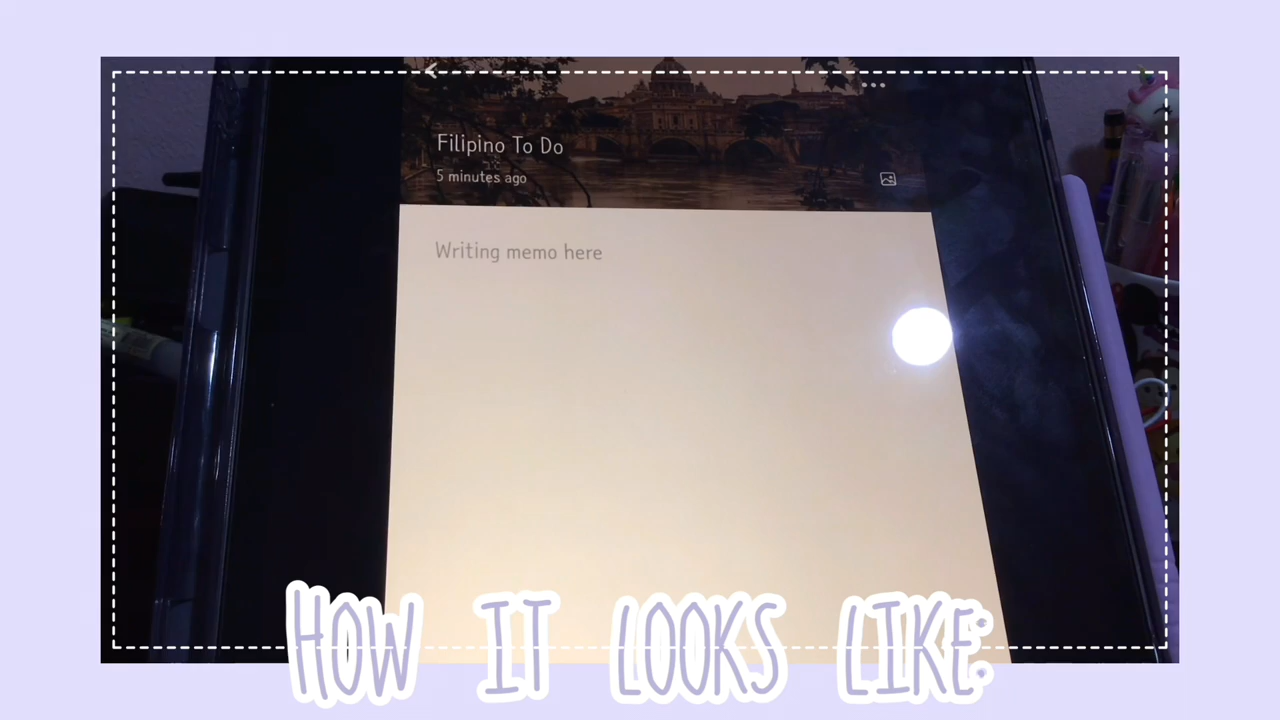 Filipino To Do
5 minutes ago
Writing memo here
HOW IT LOOKS LIKE: